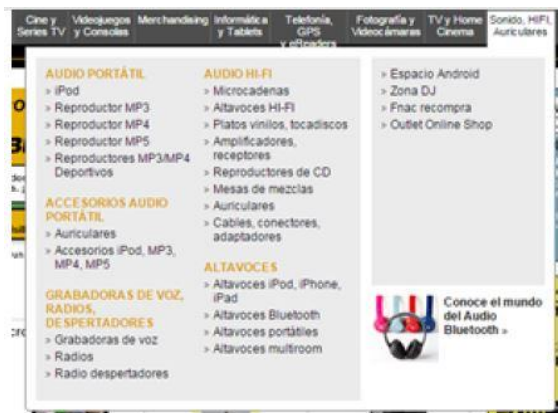 Cine y
Series TV
Videojuegos
y Consolas
Merchandising
Informática
y Tablets
Telefonía,
GPS
y eReaders
Fotografía y
Videocámaras
TV y Home
Cinema
Sonido, HIFI,
Auriculares
AUDIO PORTÁTIL
» iPod
» Reproductor MP3
» Reproductor MP4
» Reproductor MP5
» Reproductores MP3/MP4
Deportivos
ACCESORIOS AUDIO
PORTÁTIL
» Auriculares
» Accesorios iPod, MP3,
MP4, MP5
GRABADORAS DE VOZ,
RADIOS,
DESPERTADORES
» Grabadoras de voz
» Radios
» Radio despertadores
AUDIO HI-FI
» Microcadenas
» Altavoces HI-FI
» Platos vinilos, tocadiscos
» Amplificadores,
receptores
» Reproductores de CD
» Mesas de mezclas
» Auriculares
» Cables, conectores,
adaptadores
ALTAVOCES
» Altavoces iPod, iPhone,
iPad
» Altavoces Bluetooth
» Altavoces portátiles
» Altavoces multiroom
» Espacio Android
» Zona DJ
» Fnac recompra
» Outlet Online Shop
Conoce el mundo
del Audio
Bluetooth »